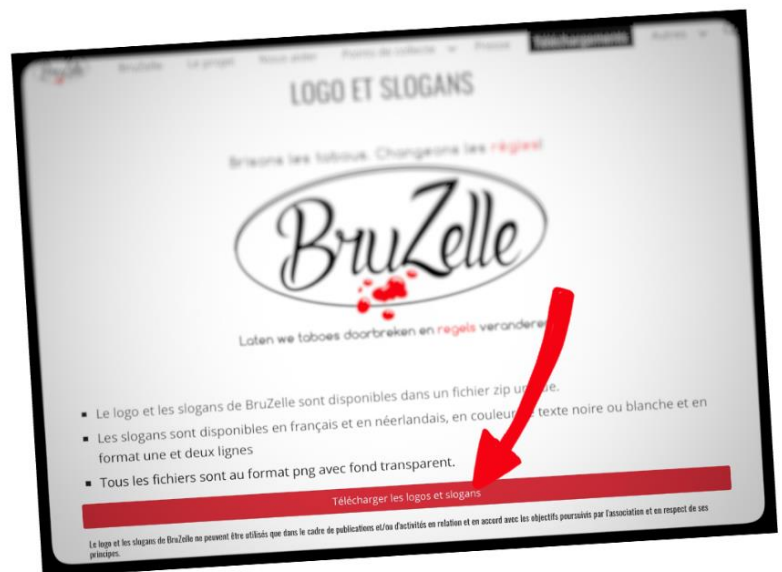 BruZelle Le projet Nous aider Points de collecte Presse Téléchargements Autres
LOGO ET SLOGANS
Brisons les tabous. Changeons les règles!
BruZelle
Laten we taboes doorbreken en regels verandere
Le logo et les slogans de BruZelle sont disponibles dans un fichier zip un e.
Les slogans sont disponibles en français et en néerlandais, en couleur texte noire ou blanche et en
format une et deux lignes
Tous les fichiers sont au format png avec fond transparent.
Télécharger les logos et slogans
Le logo et les slogans de BruZelle ne peuvent être utilisés que dans le cadre de publications et/ou d'activités en relation et en accord avec les objectifs poursuivis par l'association et en respect de ses
principes.